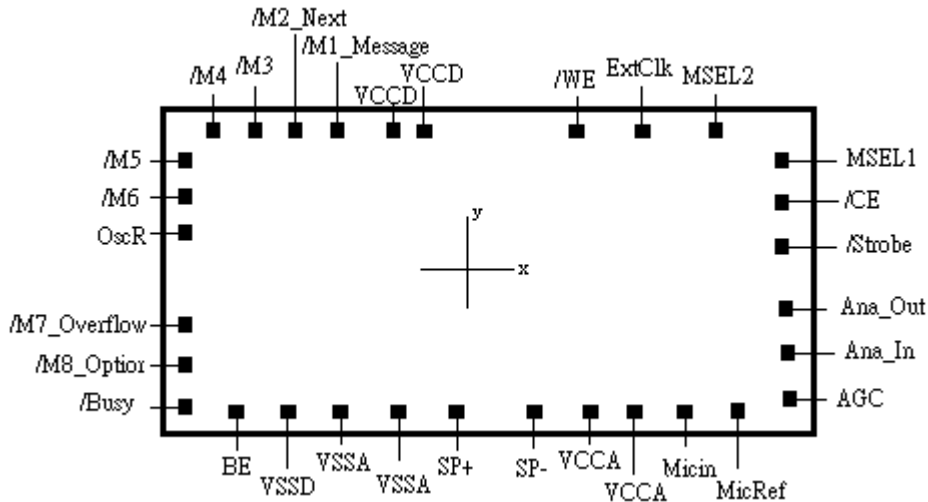 /M2_Next
/M1_Message
/M4
/M3
VCCD
VCCD
/WE
ExtClk
MSEL2
/M5
MSEL1
/M6
/CE
OscR
y
/Strobe
x
/M7_Overflow
Ana_Out
/M8_Optior
Ana_In
/Busy
AGC
BE
VSSD
VSSA
VSSA
SP+
SP-
VCCA
VCCA
Micin
MicRef